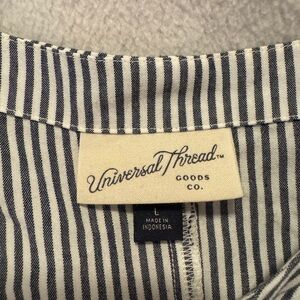 Universal Thread™
GOODS
CO.
L
MADE IN
INDONESIA